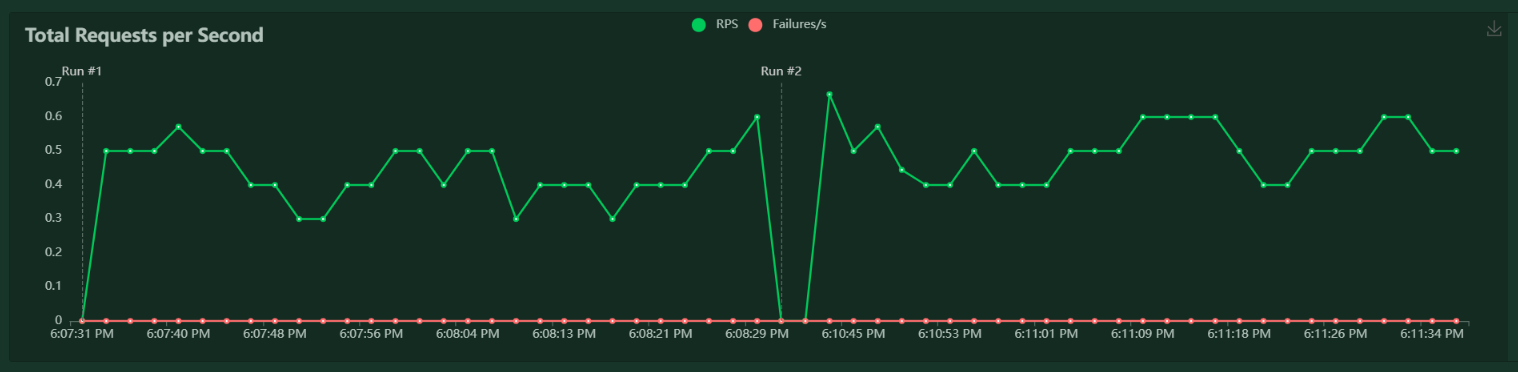 RPS Failures/s
Total Requests per Second
Run #1 Run #2
0.7
0.6
0.5
0.4
0.3
0.2
0.1
0
6:07:31 PM 6:07:40 PM 6:07:48 PM 6:07:56 PM 6:08:04 PM 6:08:13 PM 6:08:21 PM 6:08:29 PM 6:10:45 PM 6:10:53 PM 6:11:01 PM 6:11:09 PM 6:11:18 PM 6:11:26 PM 6:11:34 PM